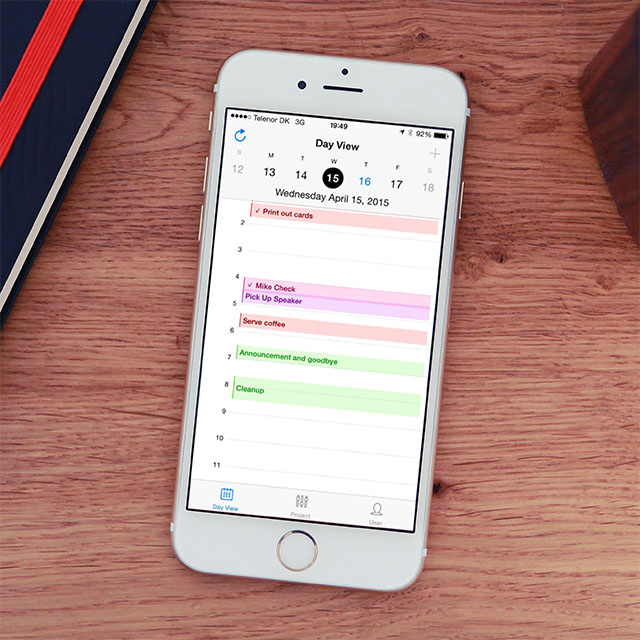 Telenor DK 3G 19:49 92%
Day View
S M T W T F S
12 13 14 15 16 17 18
Wednesday April 15, 2015
✓ Print out cards
2
3
4
✓ Mike Check
Pick Up Speaker
5
Serve coffee
6
Announcement and goodbye
7
8
Cleanup
9
10
11
Day View Project User